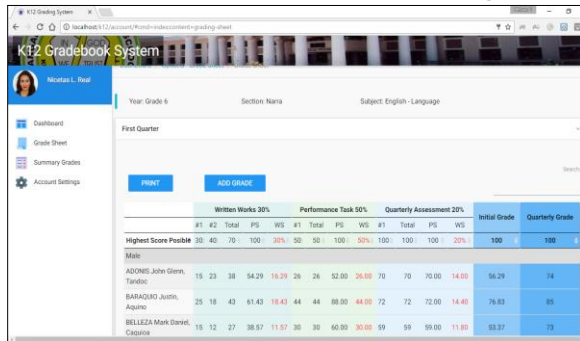 K12 Grading System
localhost/k12/account/#cmd=index;content=grading-sheet
IN GOD
WE TRUST
K12 Gradebook System
Nicetas L. Real
Dashboard
Grade Sheet
Summary Grades
Account Settings
Year: Grade 6 Section: Narra Subject: English - Language
First Quarter
Search
PRINT ADD GRADE
Written Works 30% Performance Task 50% Quarterly Assessment 20% Initial Grade Quarterly Grade
#1 #2 Total PS WS #1 Total PS WS #1 Total PS WS
Highest Score Posible 30 40 70 100 30% 50 50 100 50% 100 100 100 20% 100 100
Male
ADONIS John Glenn, Tandoc 15 23 38 54.29 16.29 26 26 52.00 26.00 70 70 70.00 14.00 56.29 74
BARAQUIO Justin, Aquino 25 18 43 61.43 18.43 44 44 88.00 44.00 72 72 72.00 14.40 76.83 85
BELLEZA Mark Daniel, Caquioa 15 12 27 38.57 11.57 30 30 60.00 30.00 59 59 59.00 11.80 53.37 73